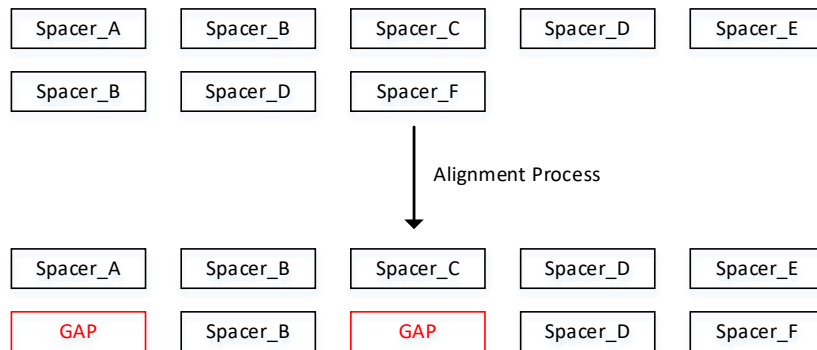 Spacer_A Spacer_B Spacer_C Spacer_D Spacer_E
Spacer_B Spacer_D Spacer_F
Alignment Process
Spacer_A Spacer_B Spacer_C Spacer_D Spacer_E
GAP Spacer_B GAP Spacer_D Spacer_F